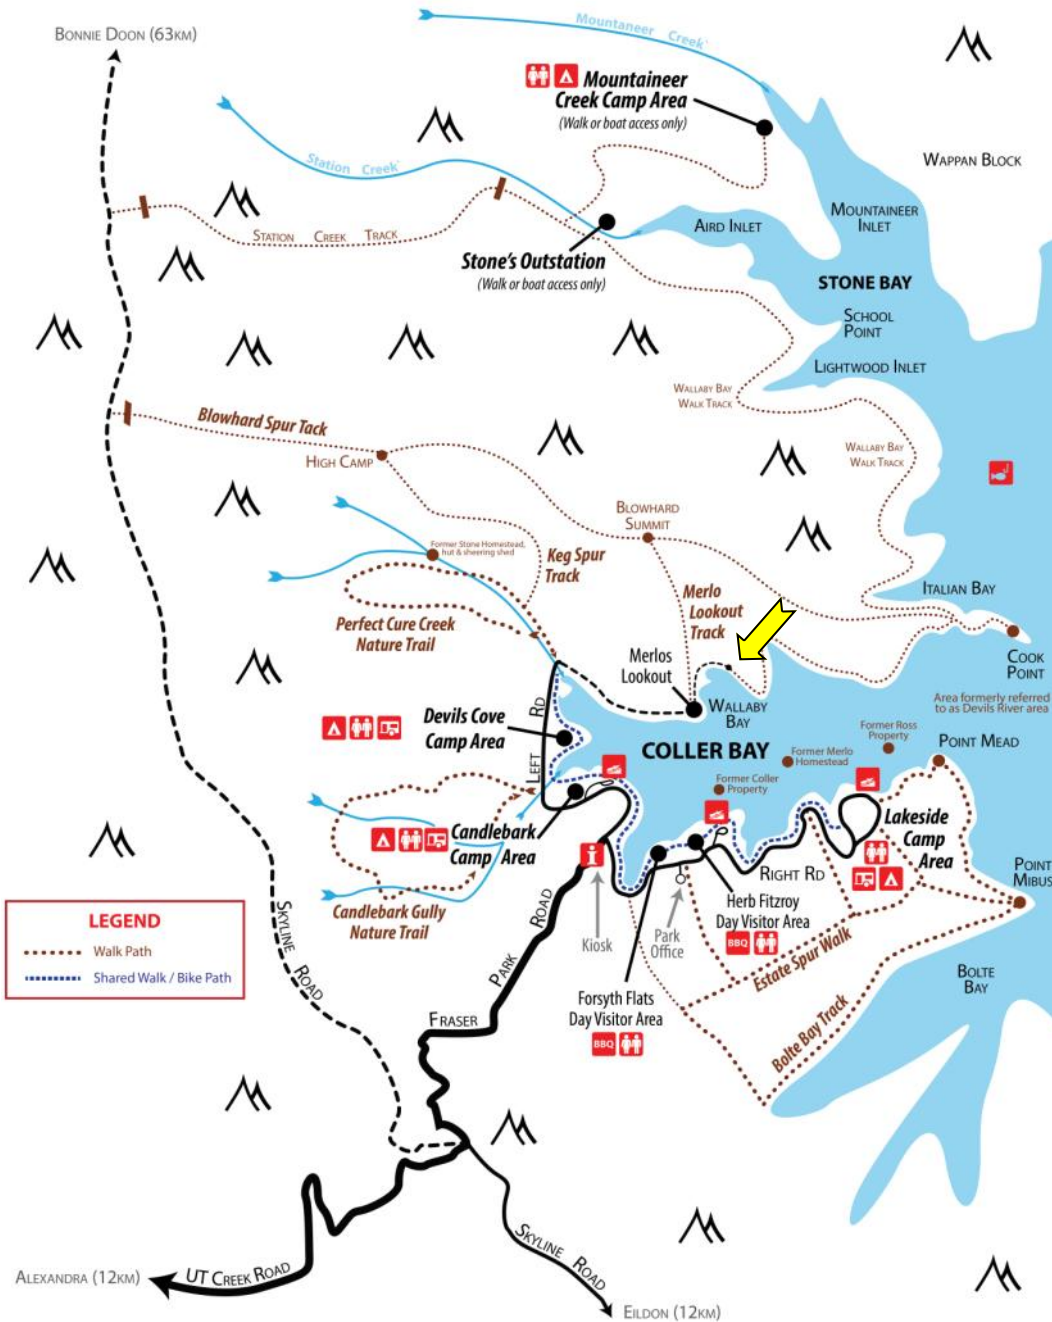 BONNIE DOON (63KM)
Mountaneer Creek
Mountaineer
Creek Camp Area
(Walk or boat access only)
WAPPAN BLOCK
Station Creek
MOUNTAINEER
INLET
AIRD INLET
STATION CREEK TRACK
Stone's Outstation
(Walk or boat access only)
STONE BAY
SCHOOL
POINT
LIGHTWOOD INLET
WALLABY BAY
WALK TRACK
Blowhard Spur Tack
HIGH CAMP
WALLABY BAY
WALK TRACK
BLOWHARD
SUMMIT
Former Stone Homestead,
hut & sheering shed
Keg Spur
Track
Merlo
Lookout
Track
ITALIAN BAY
Perfect Cure Creek
Nature Trail
Merlos
Lookout
COOK
POINT
Area formerly referred
to as Devils River area
WALLABY
BAY
Devils Cove
Camp Area
LEFT RD
COLLER BAY
Former Ross
Property
POINT MEAD
Former Merlo
Homestead
Former Coller
Property
Candlebark
Camp Area
Lakeside
Camp
Area
i
RIGHT RD
POINT
MIBUS
LEGEND
Walk Path
Shared Walk / Bike Path
Candlebark Gully
Nature Trail
SKYLINE ROAD
PARK ROAD
Kiosk
Park
Office
Herb Fitzroy
Day Visitor Area
BBQ
Estate Spur Walk
BOLTE
BAY
Forsyth Flats
Day Visitor Area
BBQ
FRASER
Bolte Bay Track
SKYLINE ROAD
ALEXANDRA (12KM)
UT CREEK ROAD
EILDON (12KM)